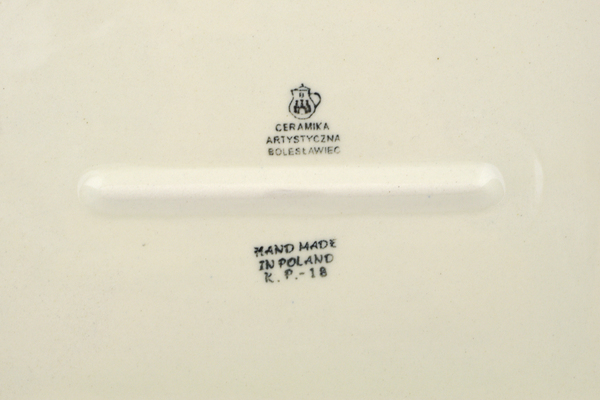 CERAMIKA
ARTYSTYCZNA
BOLESŁAWIEC
HAND MADE
IN POLAND
K. P.-18